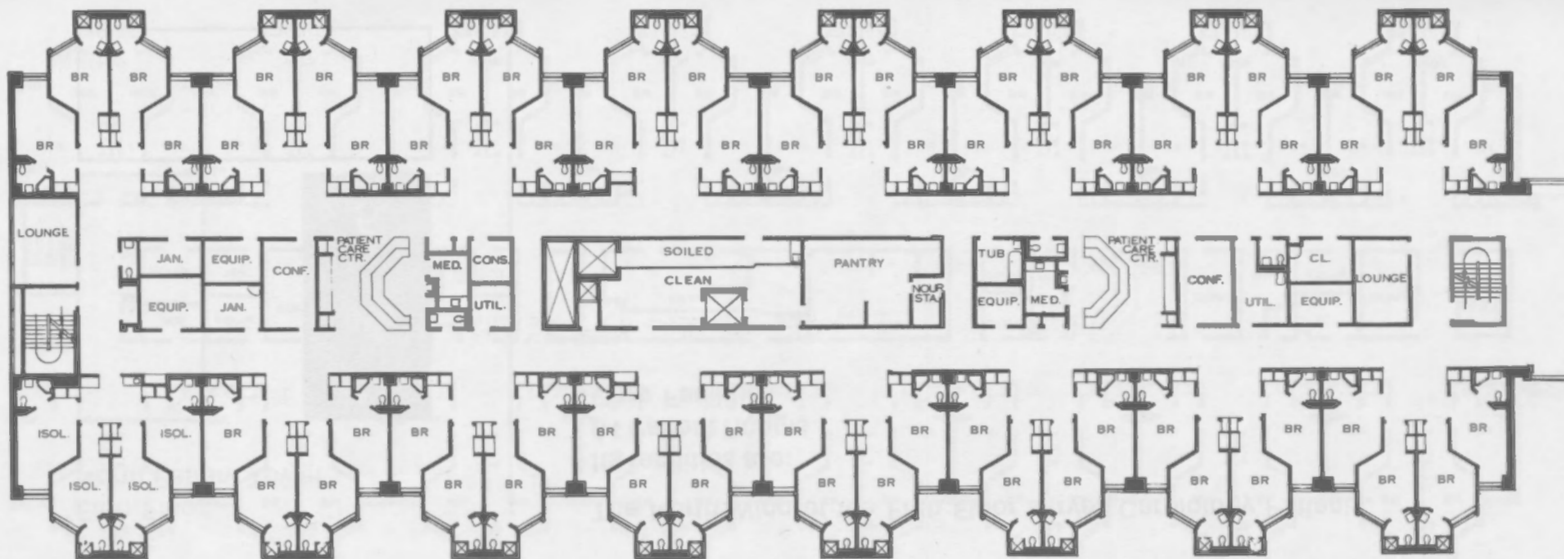 BR BR BR BR BR BR BR BR BR BR BR BR BR BR BR BR
BR BR BR BR BR BR BR BR BR BR BR BR BR BR BR BR
LOUNGE
JAN.
EQUIP.
EQUIP.
JAN.
CONF.
PATIENT
CARE
CTR.
MED.
CONS.
UTIL.
SOILED
CLEAN
PANTRY
NOUR.
STA.
TUB
EQUIP.
MED.
PATIENT
CARE
CTR.
CONF.
UTIL.
CL.
EQUIP.
LOUNGE
ISOL. ISOL. BR BR BR BR BR BR BR BR BR BR BR BR BR BR
ISOL. ISOL. BR BR BR BR BR BR BR BR BR BR BR BR BR BR